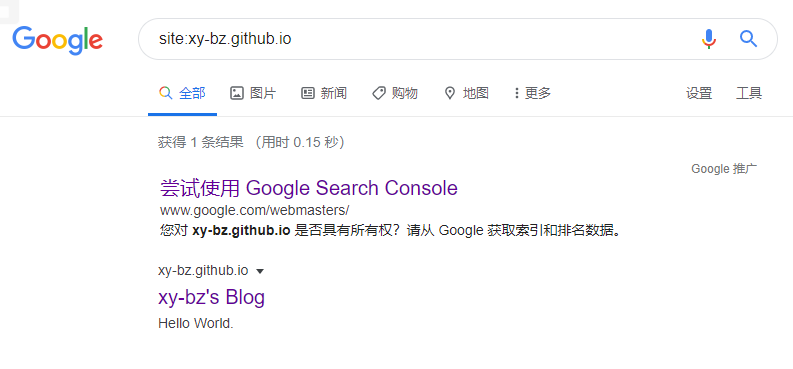 Google
site:xy-bz.github.io
全部 图片 新闻 购物 地图 更多 设置 工具
获得 1 条结果 （用时 0.15 秒）
Google 推广
尝试使用 Google Search Console
www.google.com/webmasters/
您对 xy-bz.github.io 是否具有所有权？请从 Google 获取索引和排名数据。
xy-bz.github.io
xy-bz's Blog
Hello World.